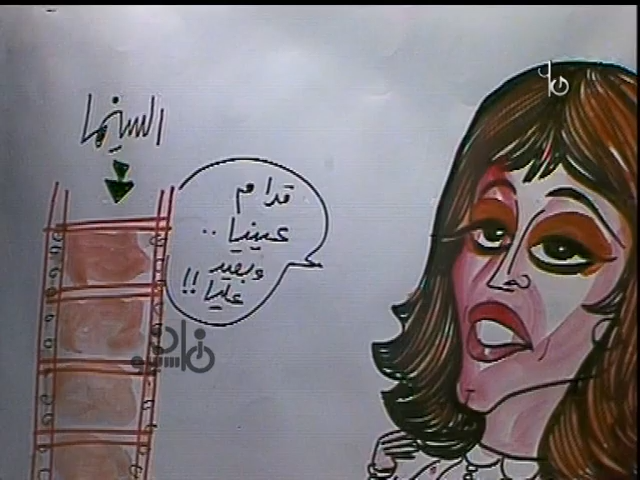 السينما
قدام
عينيا ..
وبعيد
عليا !!